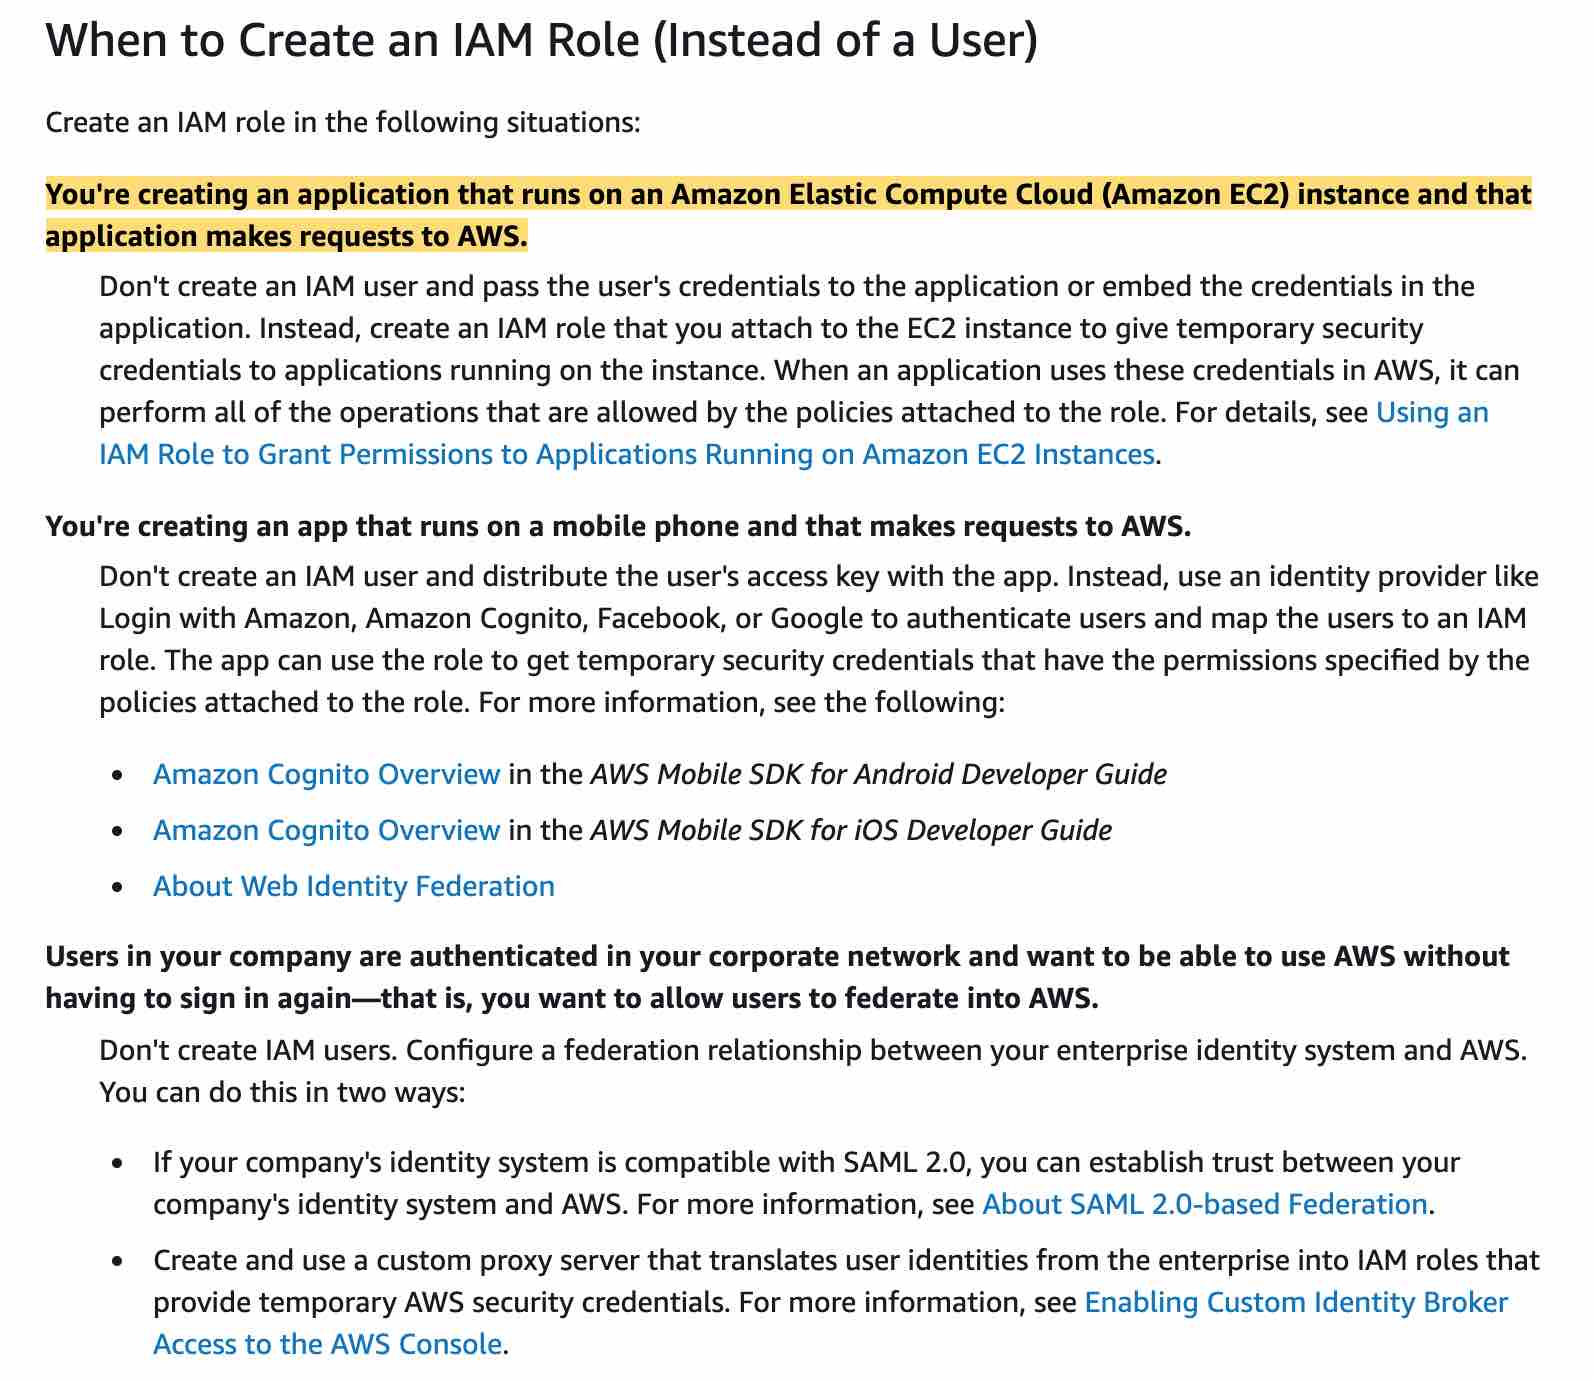 When to Create an IAM Role (Instead of a User)
Create an IAM role in the following situations:
You're creating an application that runs on an Amazon Elastic Compute Cloud (Amazon EC2) instance and that
application makes requests to AWS.
Don't create an IAM user and pass the user's credentials to the application or embed the credentials in the
application. Instead, create an IAM role that you attach to the EC2 instance to give temporary security
credentials to applications running on the instance. When an application uses these credentials in AWS, it can
perform all of the operations that are allowed by the policies attached to the role. For details, see Using an
IAM Role to Grant Permissions to Applications Running on Amazon EC2 Instances.
You're creating an app that runs on a mobile phone and that makes requests to AWS.
Don't create an IAM user and distribute the user's access key with the app. Instead, use an identity provider like
Login with Amazon, Amazon Cognito, Facebook, or Google to authenticate users and map the users to an IAM
role. The app can use the role to get temporary security credentials that have the permissions specified by the
policies attached to the role. For more information, see the following:
• Amazon Cognito Overview in the AWS Mobile SDK for Android Developer Guide
• Amazon Cognito Overview in the AWS Mobile SDK for iOS Developer Guide
• About Web Identity Federation
Users in your company are authenticated in your corporate network and want to be able to use AWS without
having to sign in again—that is, you want to allow users to federate into AWS.
Don't create IAM users. Configure a federation relationship between your enterprise identity system and AWS.
You can do this in two ways:
• If your company's identity system is compatible with SAML 2.0, you can establish trust between your
company's identity system and AWS. For more information, see About SAML 2.0-based Federation.
• Create and use a custom proxy server that translates user identities from the enterprise into IAM roles that
provide temporary AWS security credentials. For more information, see Enabling Custom Identity Broker
Access to the AWS Console.